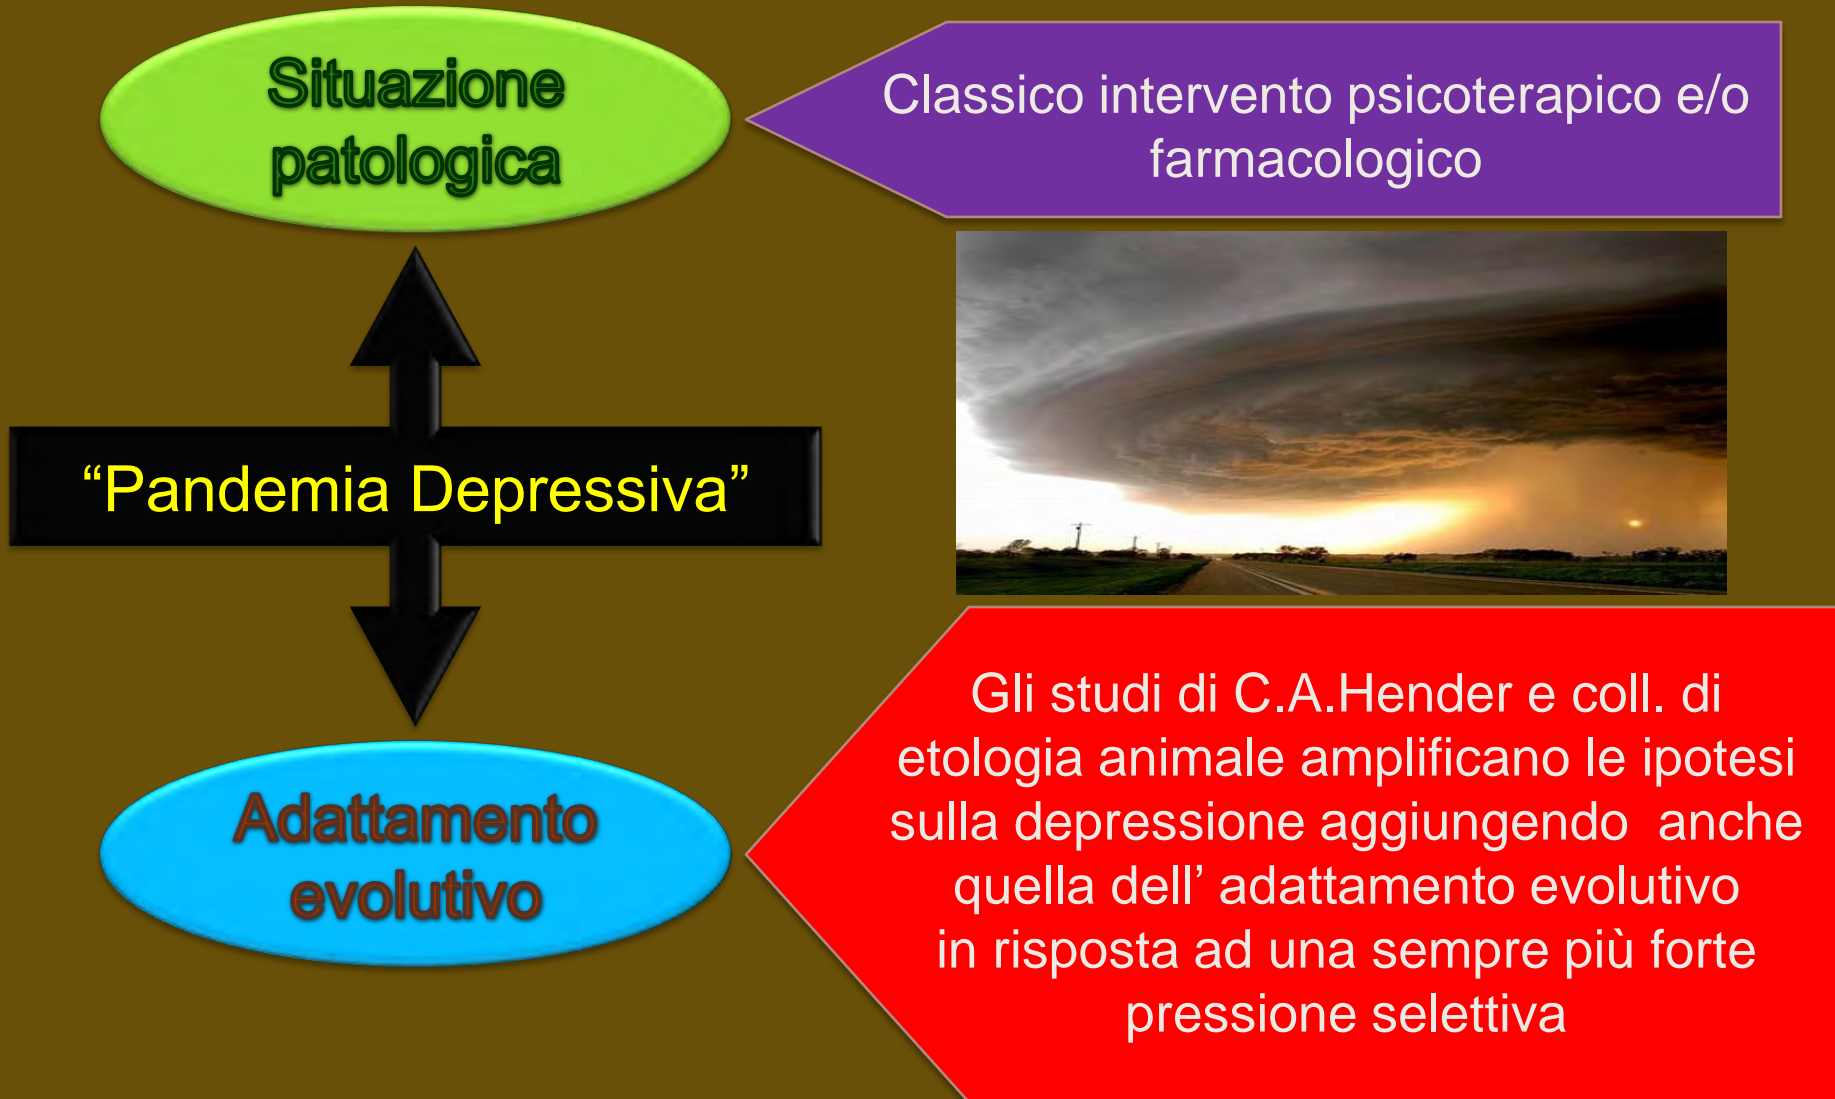 Situazione
patologica
Classico intervento psicoterapico e/o
farmacologico
“Pandemia Depressiva”
Adattamento
evolutivo
Gli studi di C.A.Hender e coll. di
etologia animale amplificano le ipotesi
sulla depressione aggiungendo  anche
quella dell’ adattamento evolutivo
in risposta ad una sempre più forte
pressione selettiva